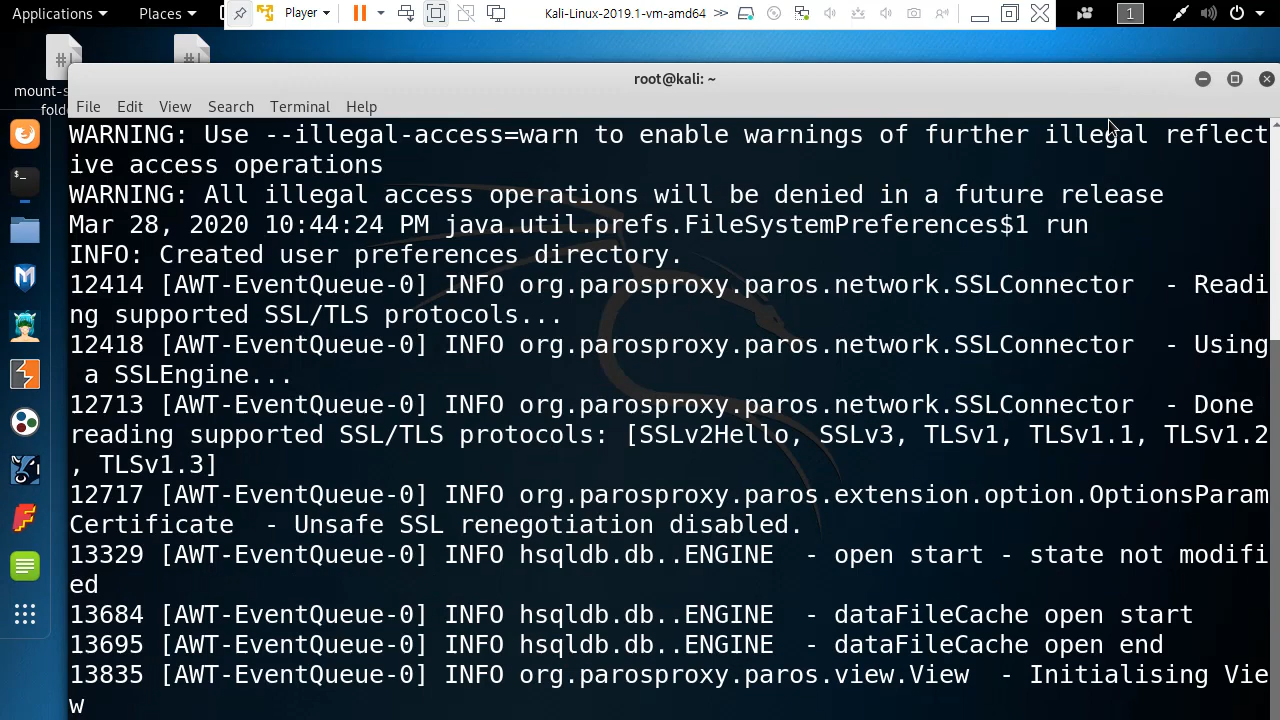 Applications Places Player Kali-Linux-2019.1-vm-amd64 1
mount-s
folde
root@kali: ~
File Edit View Search Terminal Help
WARNING: Use --illegal-access=warn to enable warnings of further illegal reflect
ive access operations
WARNING: All illegal access operations will be denied in a future release
Mar 28, 2020 10:44:24 PM java.util.prefs.FileSystemPreferences$1 run
INFO: Created user preferences directory.
12414 [AWT-EventQueue-0] INFO org.parosproxy.paros.network.SSLConnector  - Readi
ng supported SSL/TLS protocols...
12418 [AWT-EventQueue-0] INFO org.parosproxy.paros.network.SSLConnector  - Using
 a SSLEngine...
12713 [AWT-EventQueue-0] INFO org.parosproxy.paros.network.SSLConnector  - Done 
reading supported SSL/TLS protocols: [SSLv2Hello, SSLv3, TLSv1, TLSv1.1, TLSv1.2
, TLSv1.3]
12717 [AWT-EventQueue-0] INFO org.parosproxy.paros.extension.option.OptionsParam
Certificate  - Unsafe SSL renegotiation disabled.
13329 [AWT-EventQueue-0] INFO hsqldb.db..ENGINE  - open start - state not modifi
ed
13684 [AWT-EventQueue-0] INFO hsqldb.db..ENGINE  - dataFileCache open start
13695 [AWT-EventQueue-0] INFO hsqldb.db..ENGINE  - dataFileCache open end
13835 [AWT-EventQueue-0] INFO org.parosproxy.paros.view.View  - Initialising Vie
w